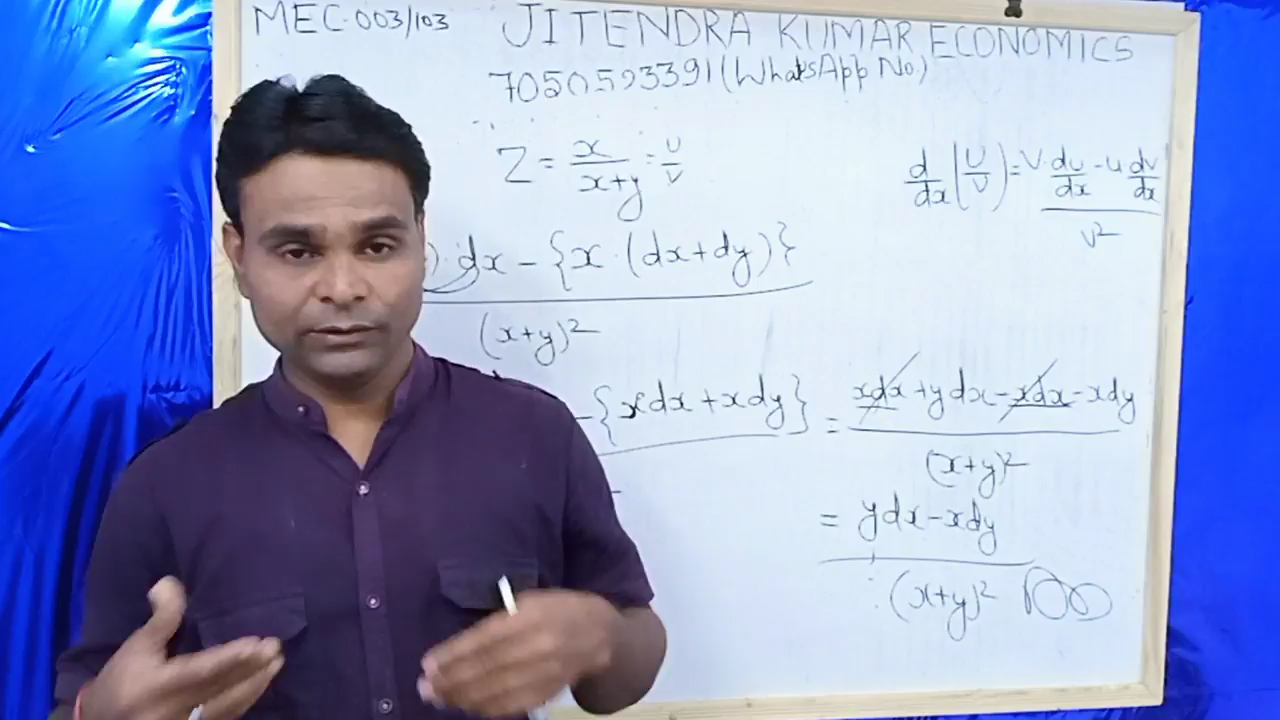 MEC-003/103 JITENDRA KUMAR ECONOMICS
7050593391 (WhatsApp No.)
Z = x/(x+y) = U/V
d/dx (U/V) = V·du/dx - u dv/dx / v²
)·dx - {x·(dx+dy)}
(x+y)²
- {xdx + xdy} = xdx + ydx - xdx - xdy
(x+y)²
= ydx - xdy
(x+y)²